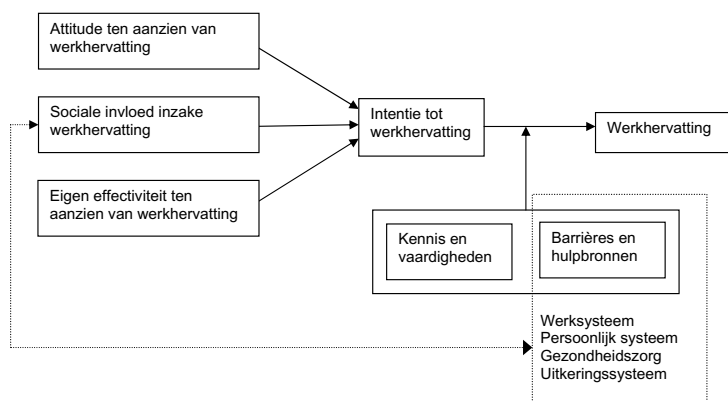 Attitude ten aanzien van
werkhervatting
Sociale invloed inzake
werkhervatting
Intentie tot
werkhervatting
Werkhervatting
Eigen effectiviteit ten
aanzien van werkhervatting
Kennis en
vaardigheden
Barrières en
hulpbronnen
Werksysteem
Persoonlijk systeem
Gezondheidszorg
Uitkeringssysteem